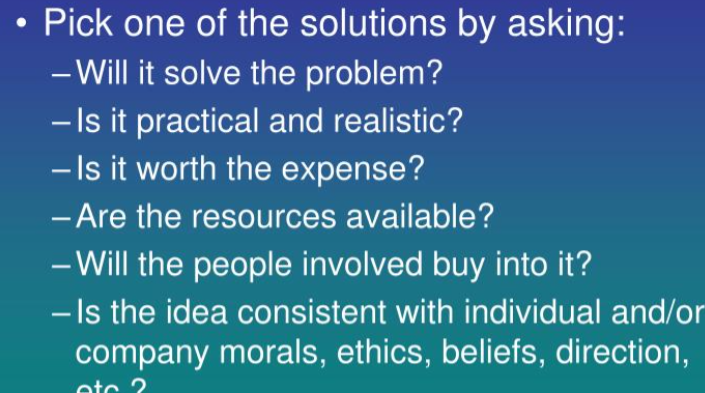 • Pick one of the solutions by asking:
– Will it solve the problem?
– Is it practical and realistic?
– Is it worth the expense?
– Are the resources available?
– Will the people involved buy into it?
– Is the idea consistent with individual and/or
company morals, ethics, beliefs, direction,
etc.?